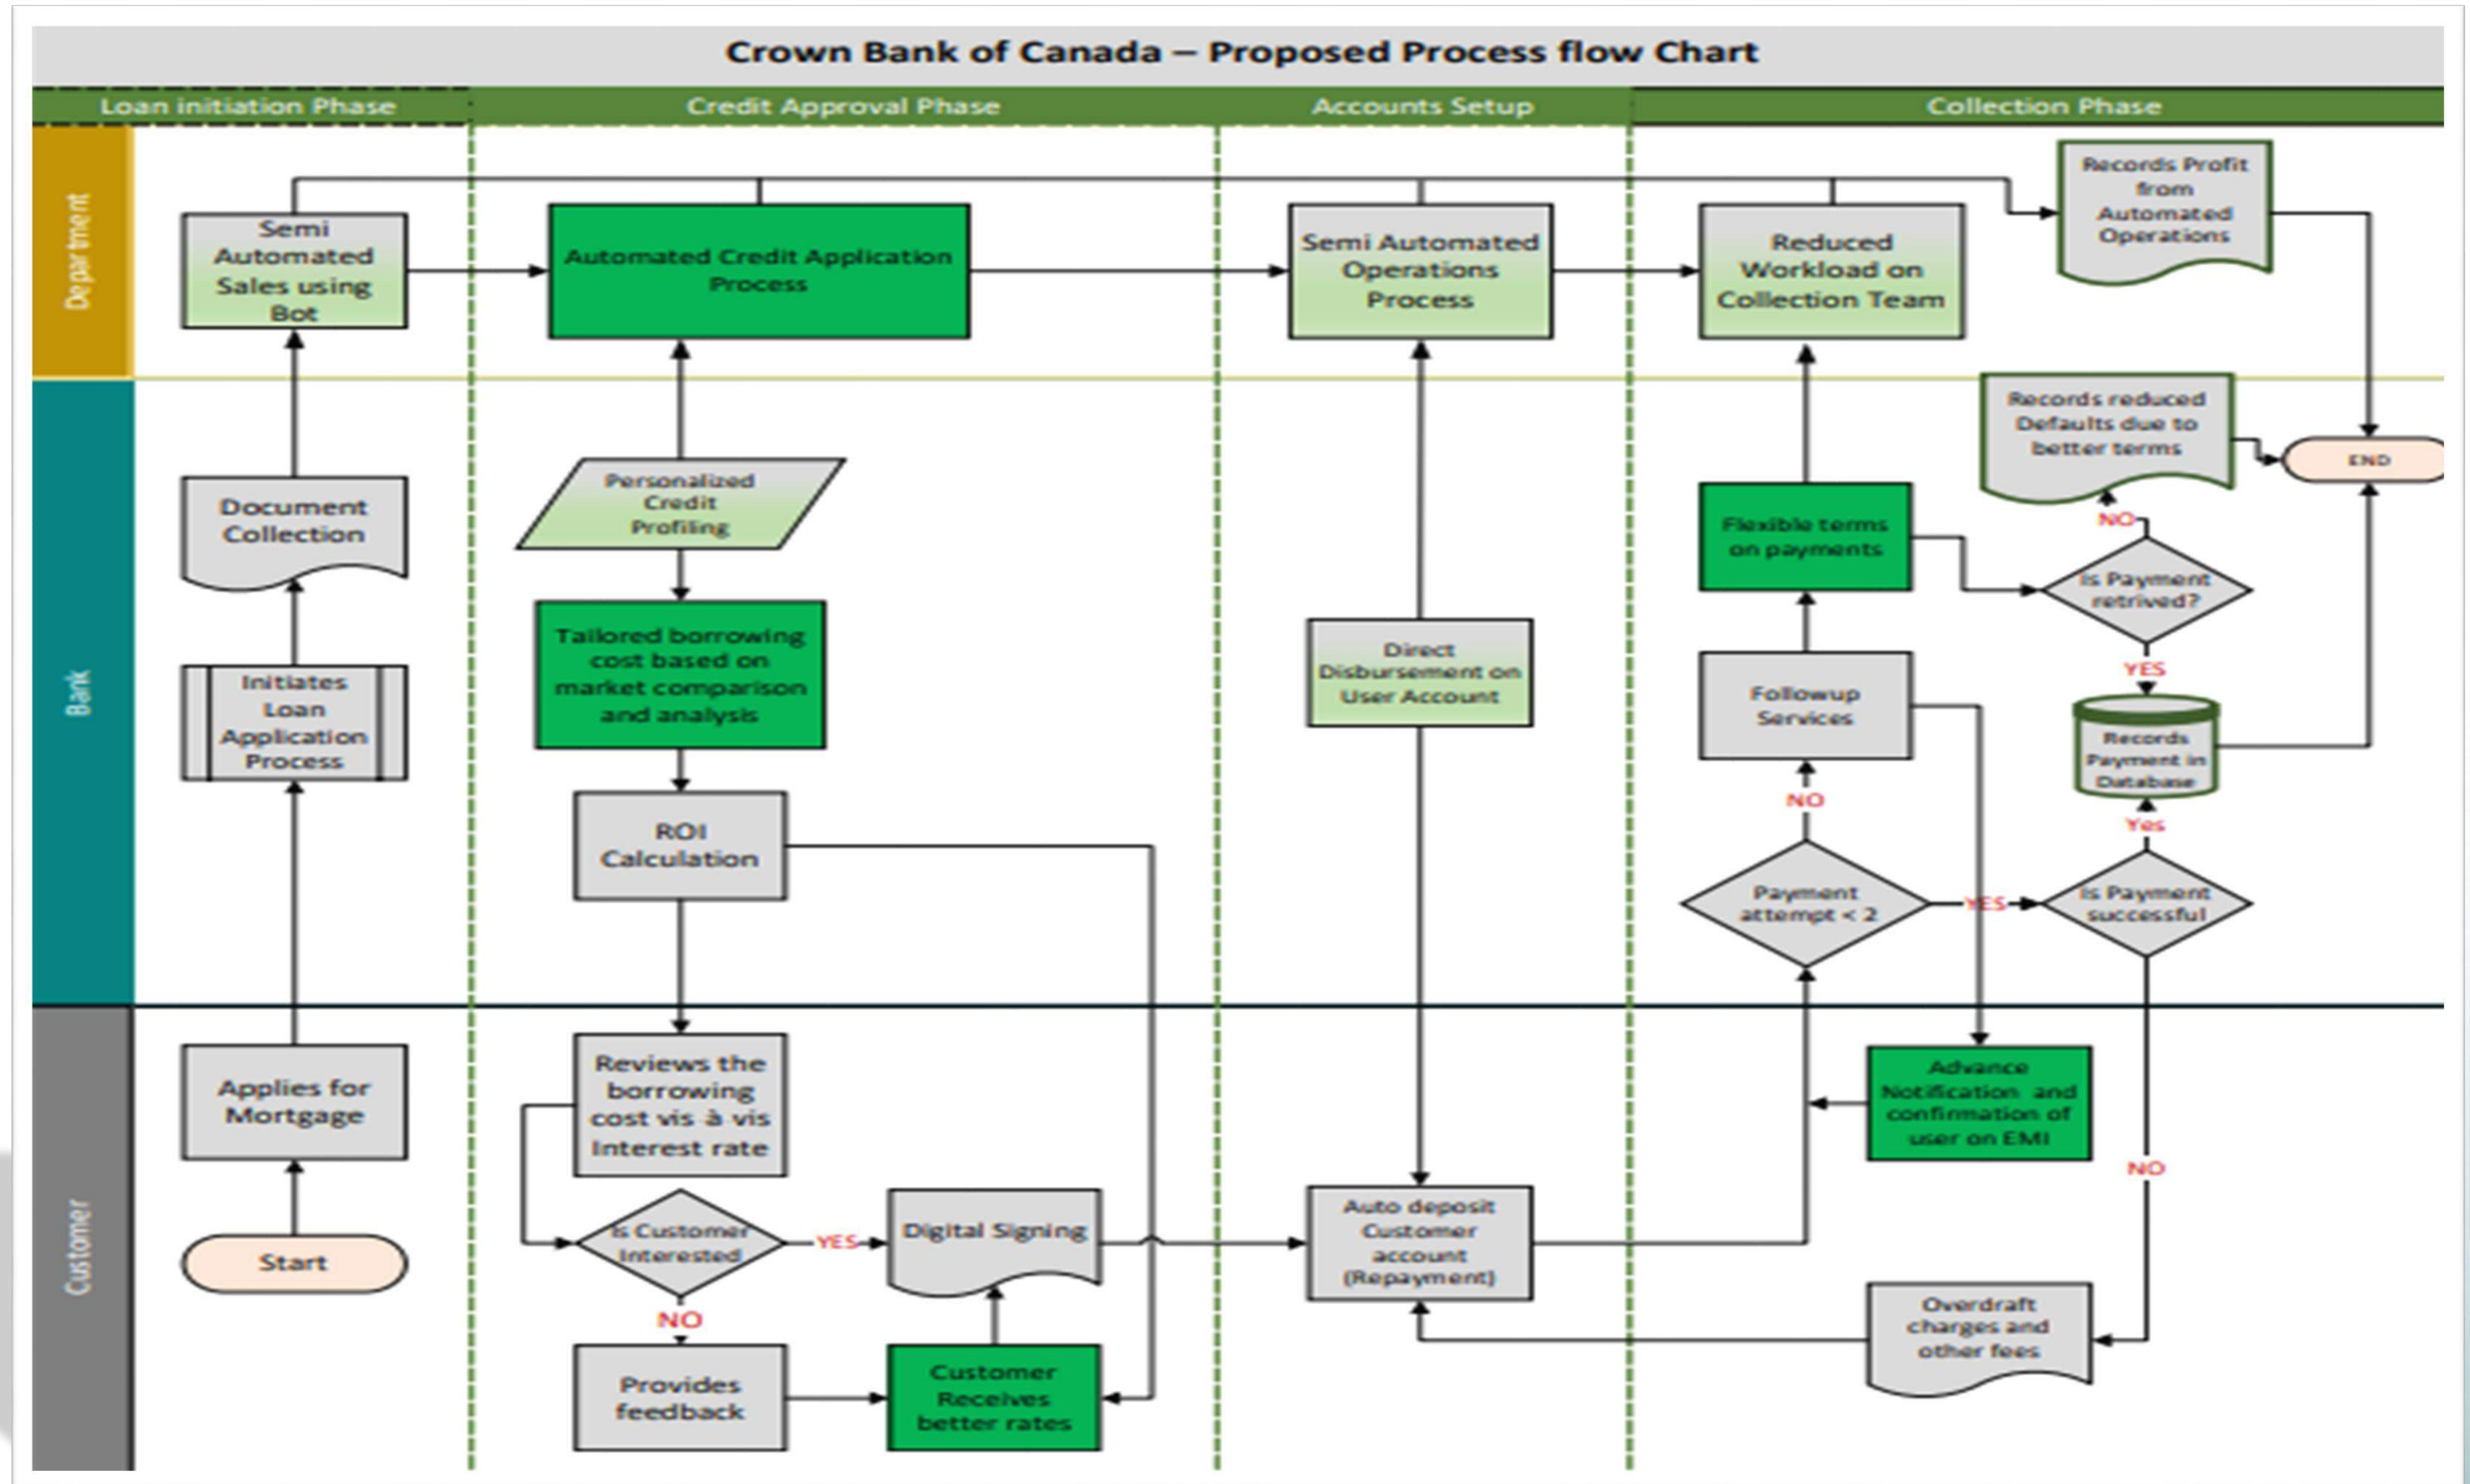 Crown Bank of Canada – Proposed Process flow Chart
Loan initiation Phase
Credit Approval Phase
Accounts Setup
Collection Phase
Department
Semi
Automated
Sales using
Bot
Automated Credit Application
Process
Semi Automated
Operations
Process
Reduced
Workload on
Collection Team
Records Profit
from
Automated
Operations
Bank
Document
Collection
Initiates
Loan
Application
Process
Personalized
Credit
Profiling
Tailored borrowing
cost based on
market comparison
and analysis
ROI
Calculation
Direct
Disbursement on
User Account
Flexible terms
on payments
Followup
Services
NO
Payment
attempt < 2
YES
Records reduced
Defaults due to
better terms
END
NO
Is Payment
retrived?
YES
Records
Payment in
Database
Yes
Is Payment
successful
Customer
Applies for
Mortgage
Start
Reviews the
borrowing
cost vis à vis
Interest rate
Is Customer
Interested
YES
Digital Signing
NO
Provides
feedback
Customer
Receives
better rates
Auto deposit
Customer
account
(Repayment)
Advance
Notification and
confirmation of
user on EMI
NO
Overdraft
charges and
other fees